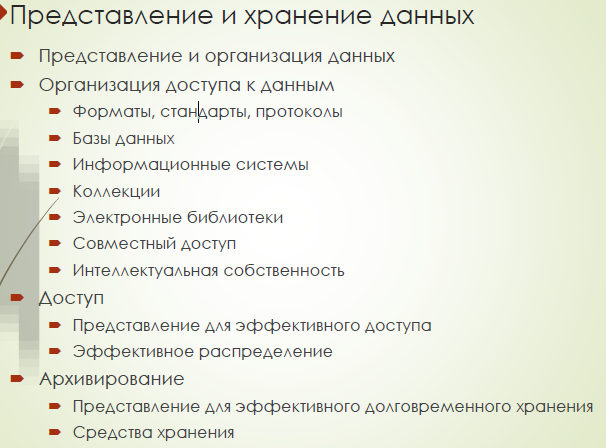 Представление и хранение данных
Представление и организация данных
Организация доступа к данным
Форматы, стандарты, протоколы
Базы данных
Информационные системы
Коллекции
Электронные библиотеки
Совместный доступ
Интеллектуальная собственность
Доступ
Представление для эффективного доступа
Эффективное распределение
Архивирование
Представление для эффективного долговременного хранения
Средства хранения